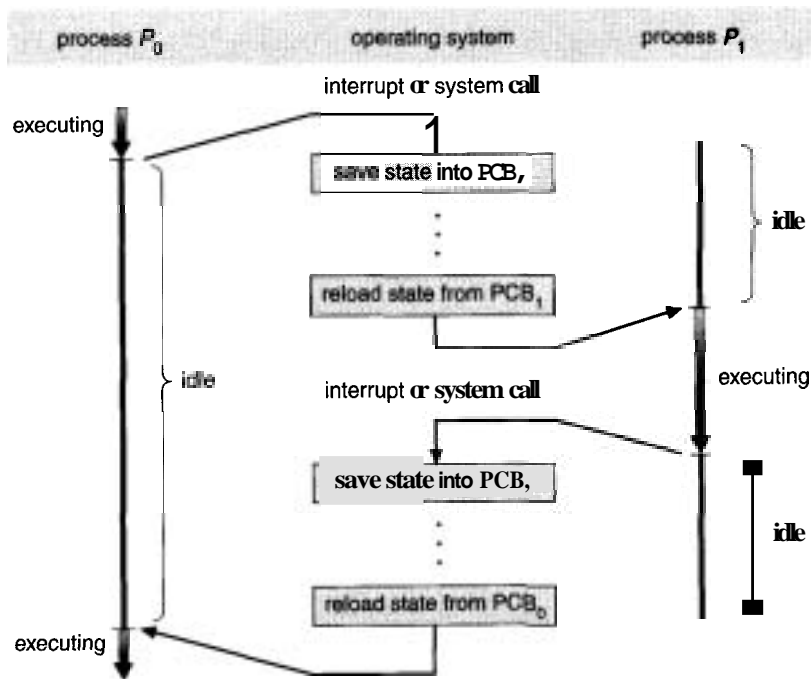 process P0 operating system process P1
interrupt or system call
executing
save state into PCB,
idle
reload state from PCB1
idle
executing
interrupt or system call
save state into PCB,
idle
reload state from PCB0
executing